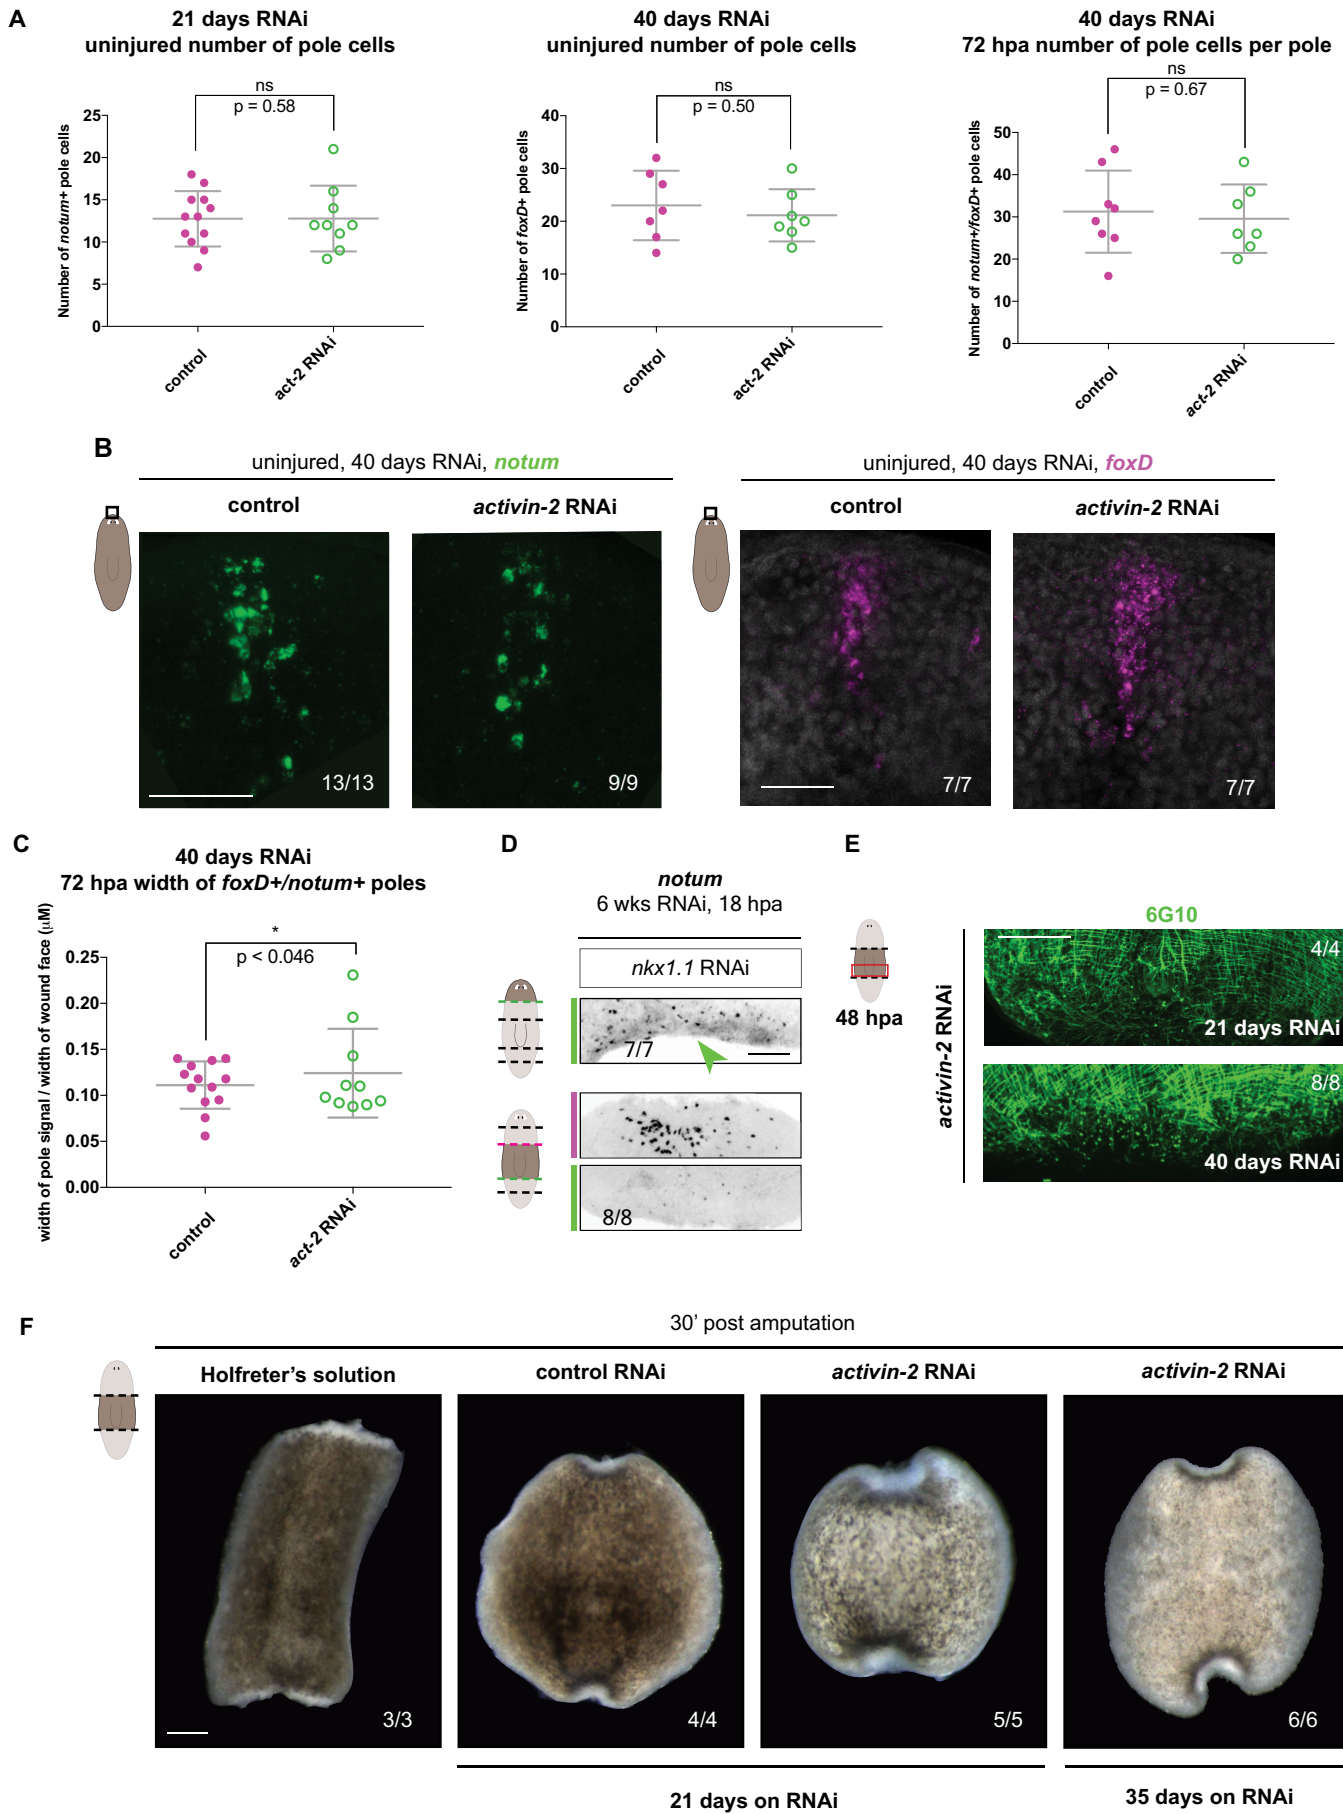 A
21 days RNAi
uninjured number of pole cells
ns
p = 0.58
Number of notum+ pole cells
25
20
15
10
5
0
control
act-2 RNAi
40 days RNAi
uninjured number of pole cells
ns
p = 0.50
Number of foxD+ pole cells
40
30
20
10
0
control
act-2 RNAi
40 days RNAi
72 hpa number of pole cells per pole
ns
p = 0.67
Number of notum+/foxD+ pole cells
50
40
30
20
10
0
control
act-2 RNAi
B
uninjured, 40 days RNAi, notum
control
activin-2 RNAi
13/13
9/9
uninjured, 40 days RNAi, foxD
control
activin-2 RNAi
7/7
7/7
C
40 days RNAi
72 hpa width of foxD+/notum+ poles
*
p < 0.046
width of pole signal / width of wound face (µM)
0.25
0.20
0.15
0.10
0.05
0.00
control
act-2 RNAi
D
notum
6 wks RNAi, 18 hpa
nkx1.1 RNAi
7/7
8/8
E
6G10
48 hpa
activin-2 RNAi
4/4
21 days RNAi
8/8
40 days RNAi
F
30’ post amputation
Holfreter’s solution
control RNAi
activin-2 RNAi
activin-2 RNAi
3/3
4/4
5/5
6/6
21 days on RNAi
35 days on RNAi